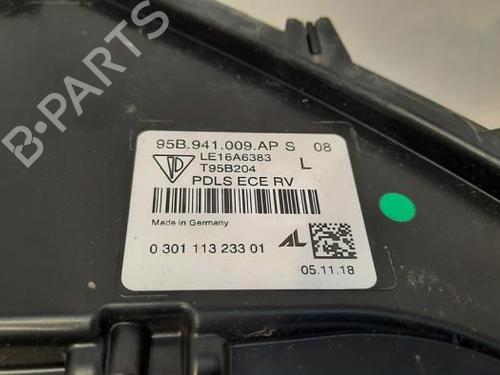 B-PARTS
95B.941.009.AP S 08
LE16A6383
L
T95B204
PDLS ECE RV
Made in Germany
0 301 113 233 01
AL
05.11.18